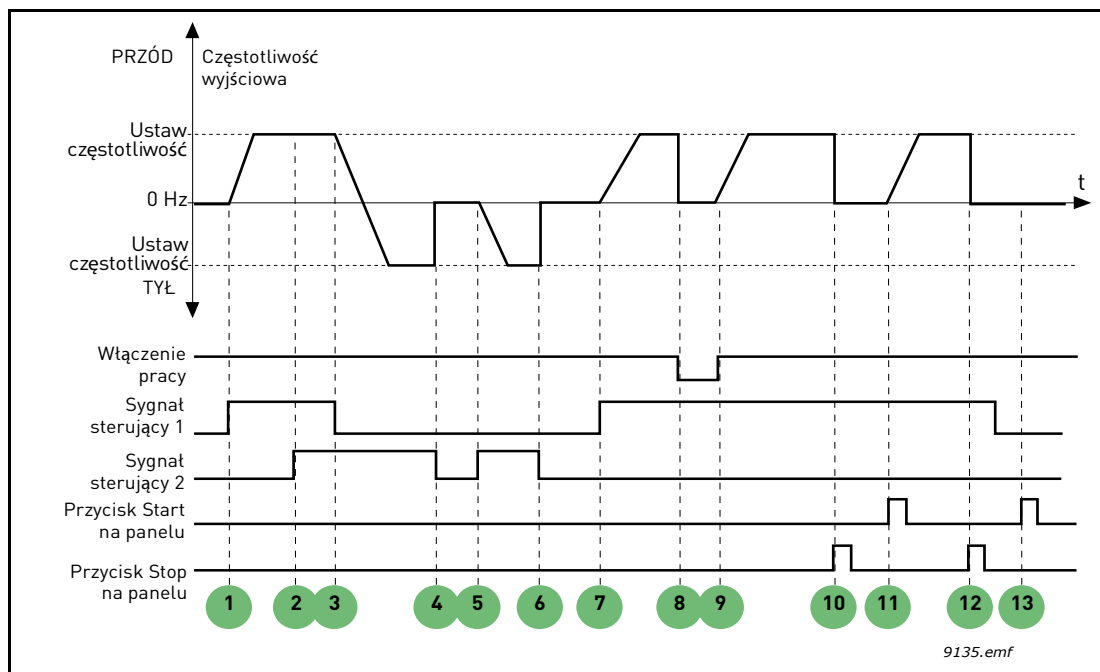 PRZÓD
Częstotliwość
wyjściowa
Ustaw
częstotliwość
0 Hz
t
Ustaw
częstotliwość
TYŁ
Włączenie
pracy
Sygnał
sterujący 1
Sygnał
sterujący 2
Przycisk Start
na panelu
Przycisk Stop
na panelu
1 2 3 4 5 6 7 8 9 10 11 12 13
9135.emf